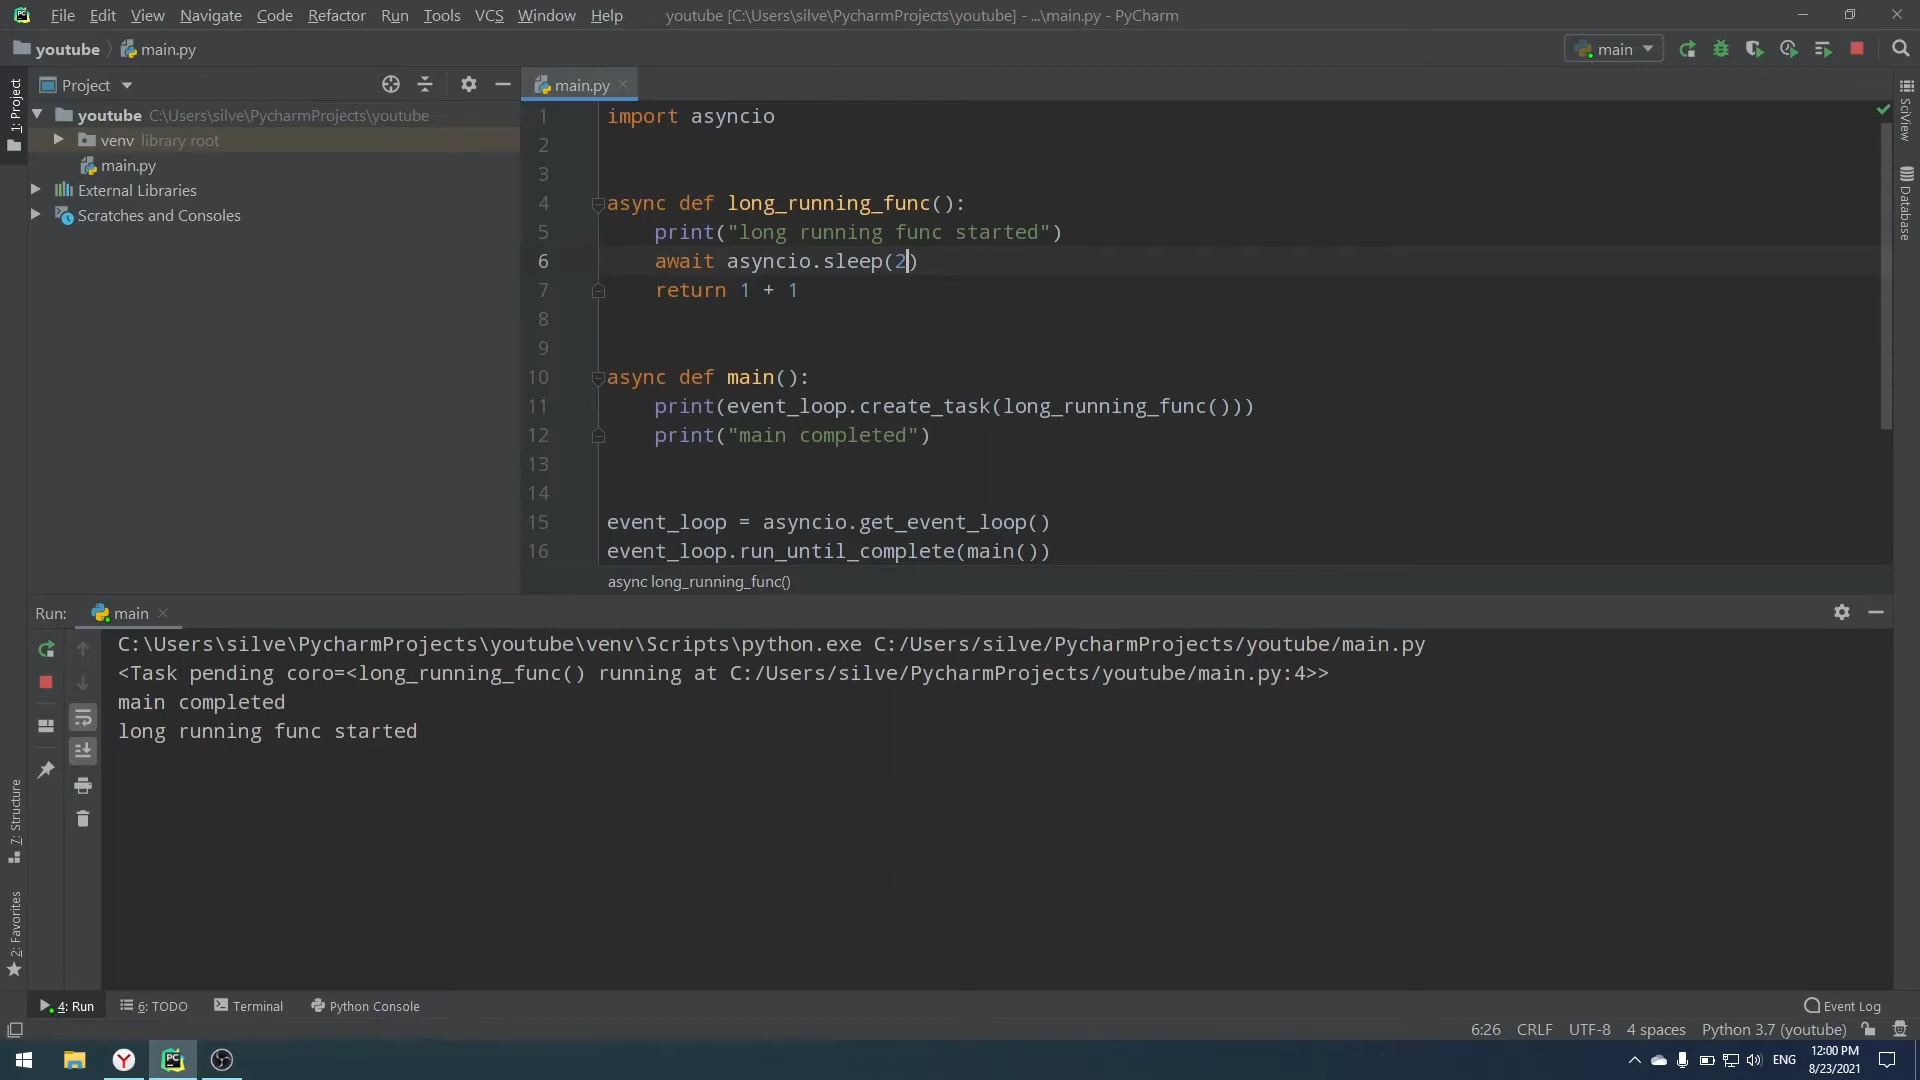 File Edit View Navigate Code Refactor Run Tools VCS Window Help youtube [C:\Users\silve\PycharmProjects\youtube] - ...\main.py - PyCharm
youtube main.py main
Project main.py
1: Project
youtube C:\Users\silve\PycharmProjects\youtube
venv library root
main.py
External Libraries
Scratches and Consoles
1 import asyncio
2
3
4 async def long_running_func():
5 print("long running func started")
6 await asyncio.sleep(2)
7 return 1 + 1
8
9
10 async def main():
11 print(event_loop.create_task(long_running_func()))
12 print("main completed")
13
14
15 event_loop = asyncio.get_event_loop()
16 event_loop.run_until_complete(main())
async long_running_func()
SciView
Database
Run: main
C:\Users\silve\PycharmProjects\youtube\venv\Scripts\python.exe C:/Users/silve/PycharmProjects/youtube/main.py
<Task pending coro=<long_running_func() running at C:/Users/silve/PycharmProjects/youtube/main.py:4>>
main completed
long running func started
7: Structure
2: Favorites
4: Run 6: TODO Terminal Python Console Event Log
6:26 CRLF UTF-8 4 spaces Python 3.7 (youtube)
ENG 12:00 PM
8/23/2021